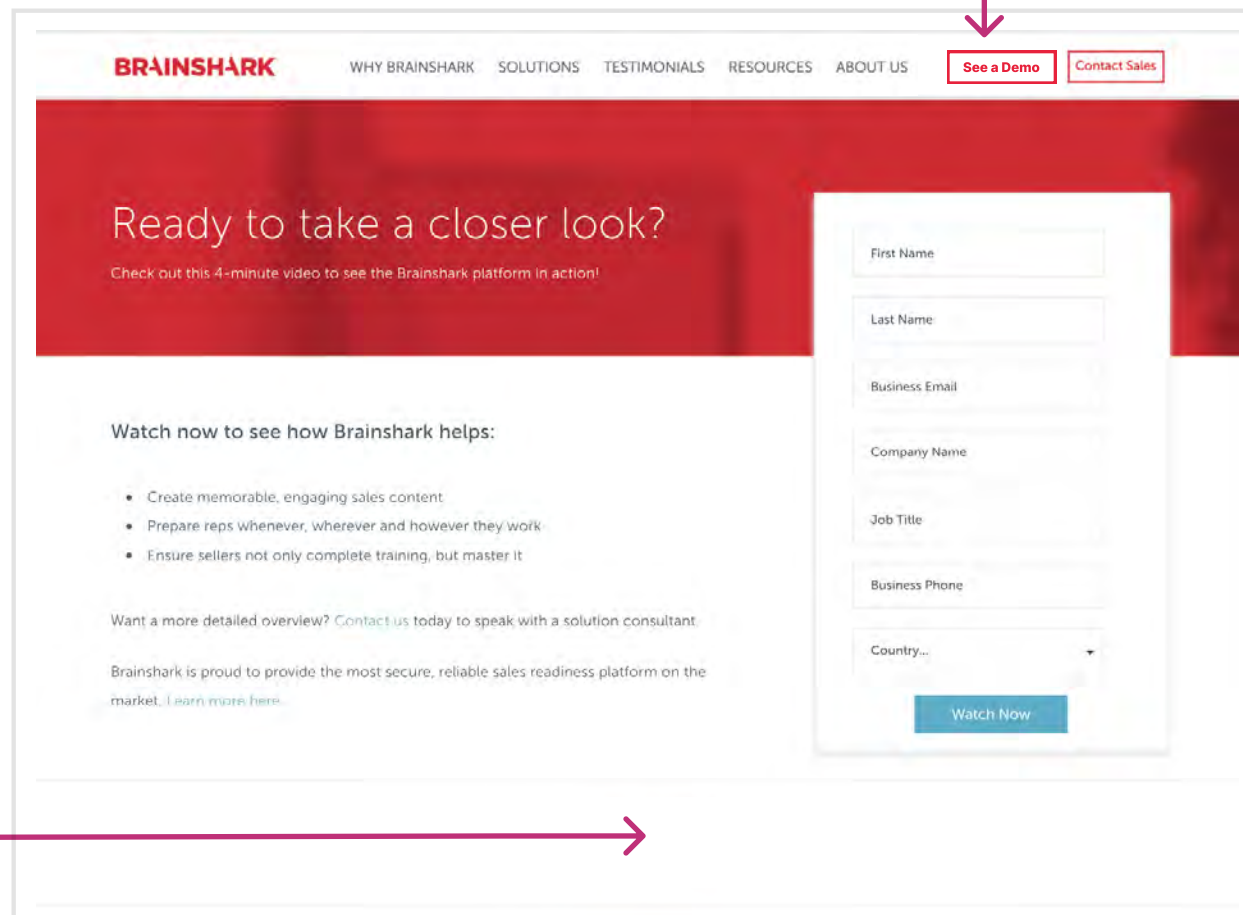 BRAINSHARK
WHY BRAINSHARK SOLUTIONS TESTIMONIALS RESOURCES ABOUT US See a Demo Contact Sales
Ready to take a closer look?
Check out this 4-minute video to see the Brainshark platform in action!
Watch now to see how Brainshark helps:
• Create memorable, engaging sales content
• Prepare reps whenever, wherever and however they work
• Ensure sellers not only complete training, but master it
Want a more detailed overview? Contact us today to speak with a solution consultant.
Brainshark is proud to provide the most secure, reliable sales readiness platform on the
market. Learn more here.
First Name
Last Name
Business Email
Company Name
Job Title
Business Phone
Country...
Watch Now